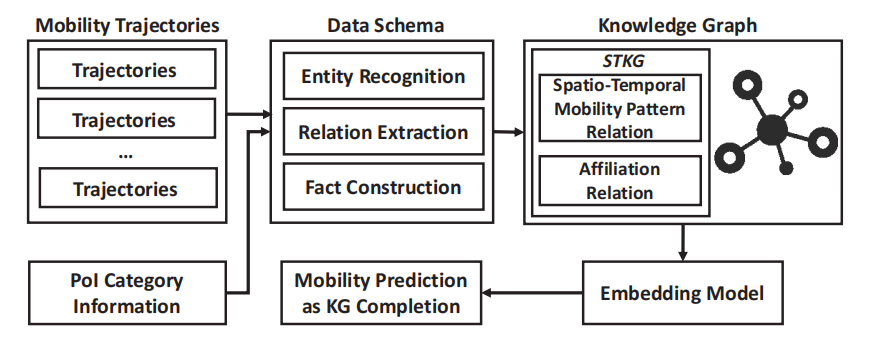 Mobility Trajectories
Trajectories
Trajectories
...
Trajectories
PoI Category
Information
Data Schema
Entity Recognition
Relation Extraction
Fact Construction
Knowledge Graph
STKG
Spatio-Temporal
Mobility Pattern
Relation
Affiliation
Relation
Embedding Model
Mobility Prediction
as KG Completion